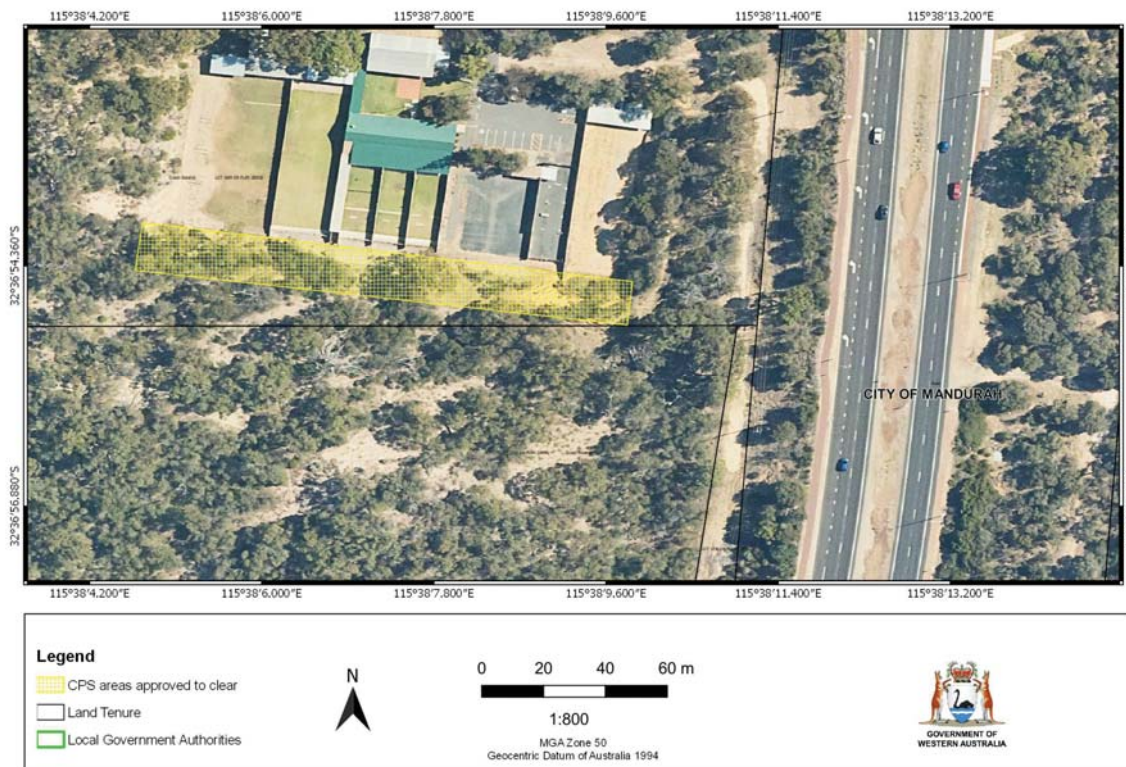 115°38'4.200"E 115°38'6.000"E 115°38'7.800"E 115°38'9.600"E 115°38'11.400"E 115°38'13.200"E
32°36'54.360"S
32°36'56.880"S
CITY OF MANDURAH
115°38'4.200"E 115°38'6.000"E 115°38'7.800"E 115°38'9.600"E 115°38'11.400"E 115°38'13.200"E
Legend
CPS areas approved to clear
Land Tenure
Local Government Authorities
N
0 20 40 60 m
1:800
MGA Zone 50
Geocentric Datum of Australia 1994
GOVERNMENT OF
WESTERN AUSTRALIA